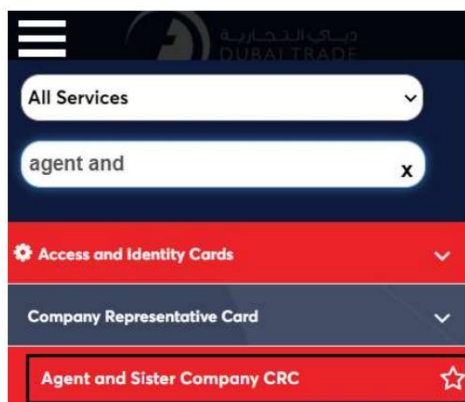 دبي التجارية
DUBAI TRADE
All Services
agent and
x
Access and Identity Cards
Company Representative Card
Agent and Sister Company CRC